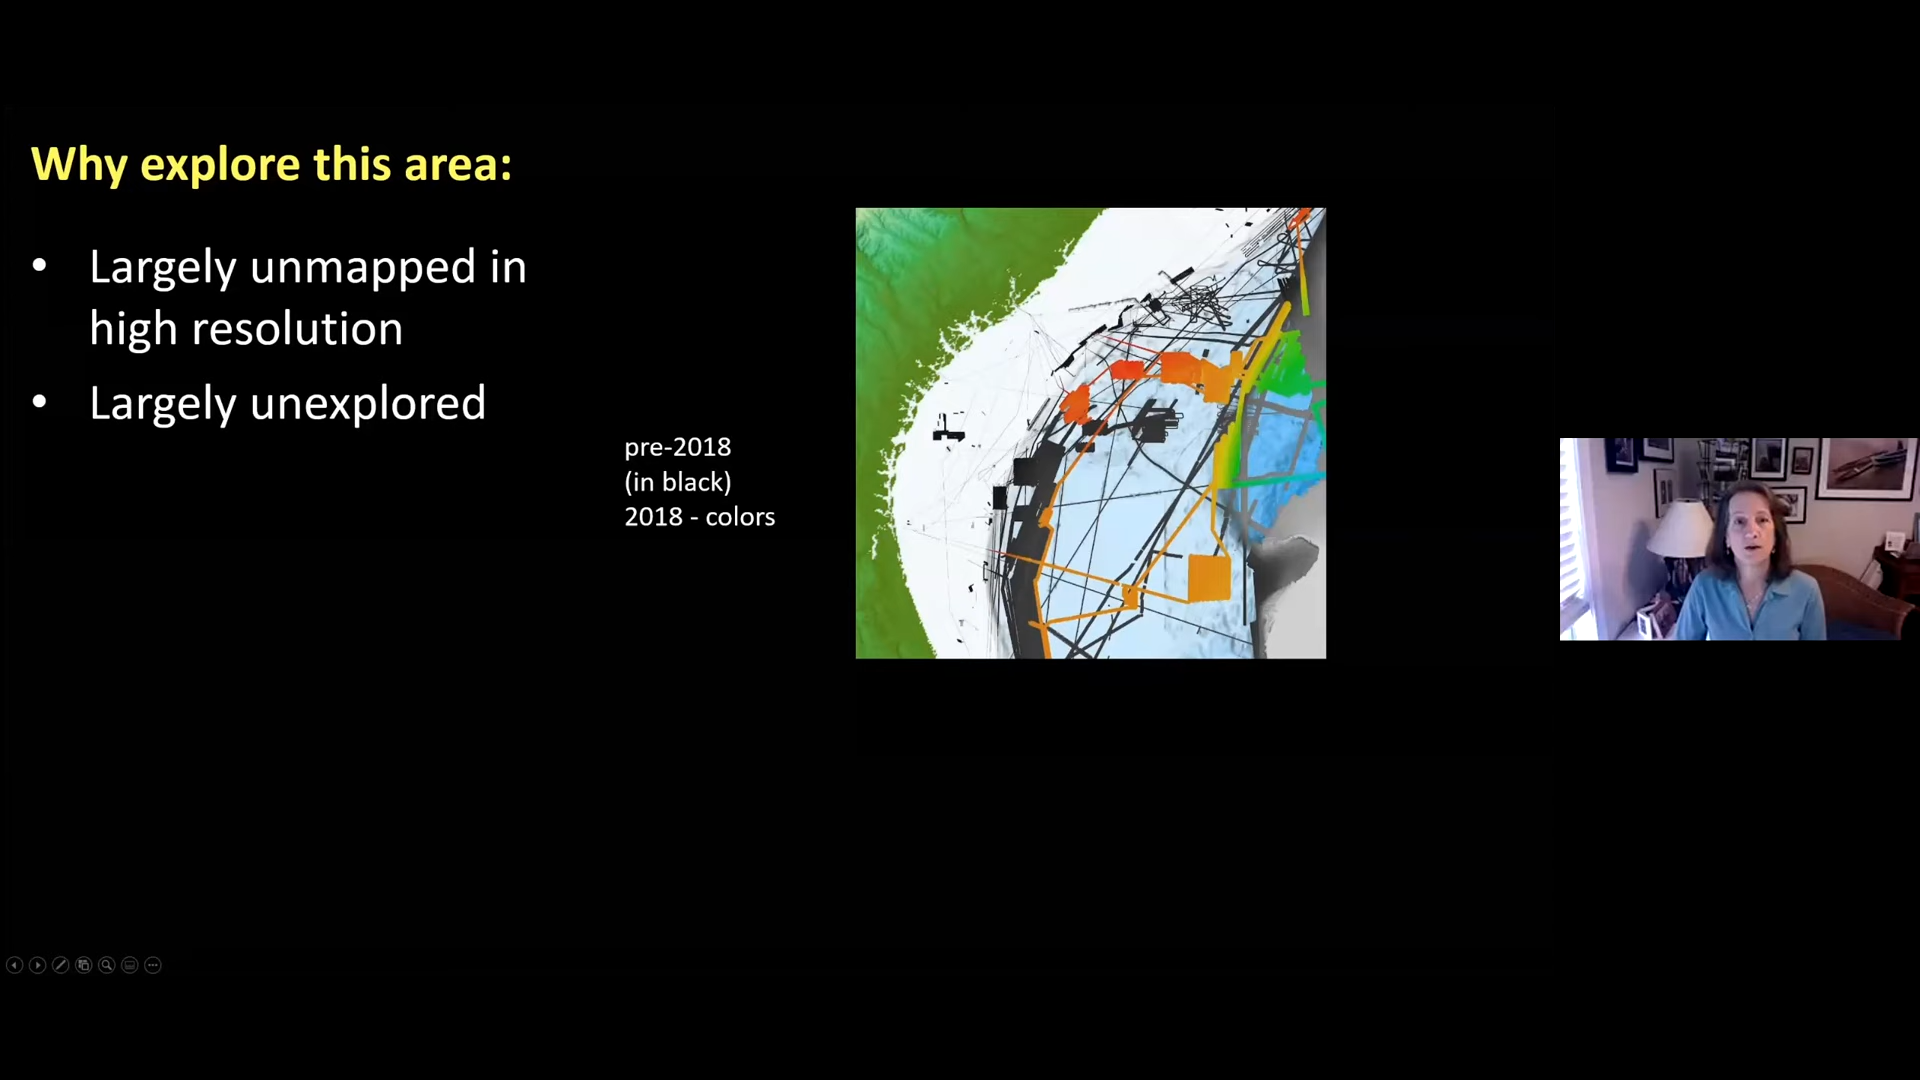 Why explore this area:
• Largely unmapped in
high resolution
• Largely unexplored
pre-2018
(in black)
2018 - colors